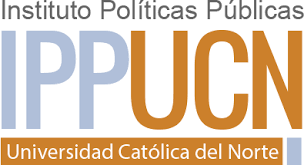 Instituto Políticas Públicas
IPPUCN
Universidad Católica del Norte